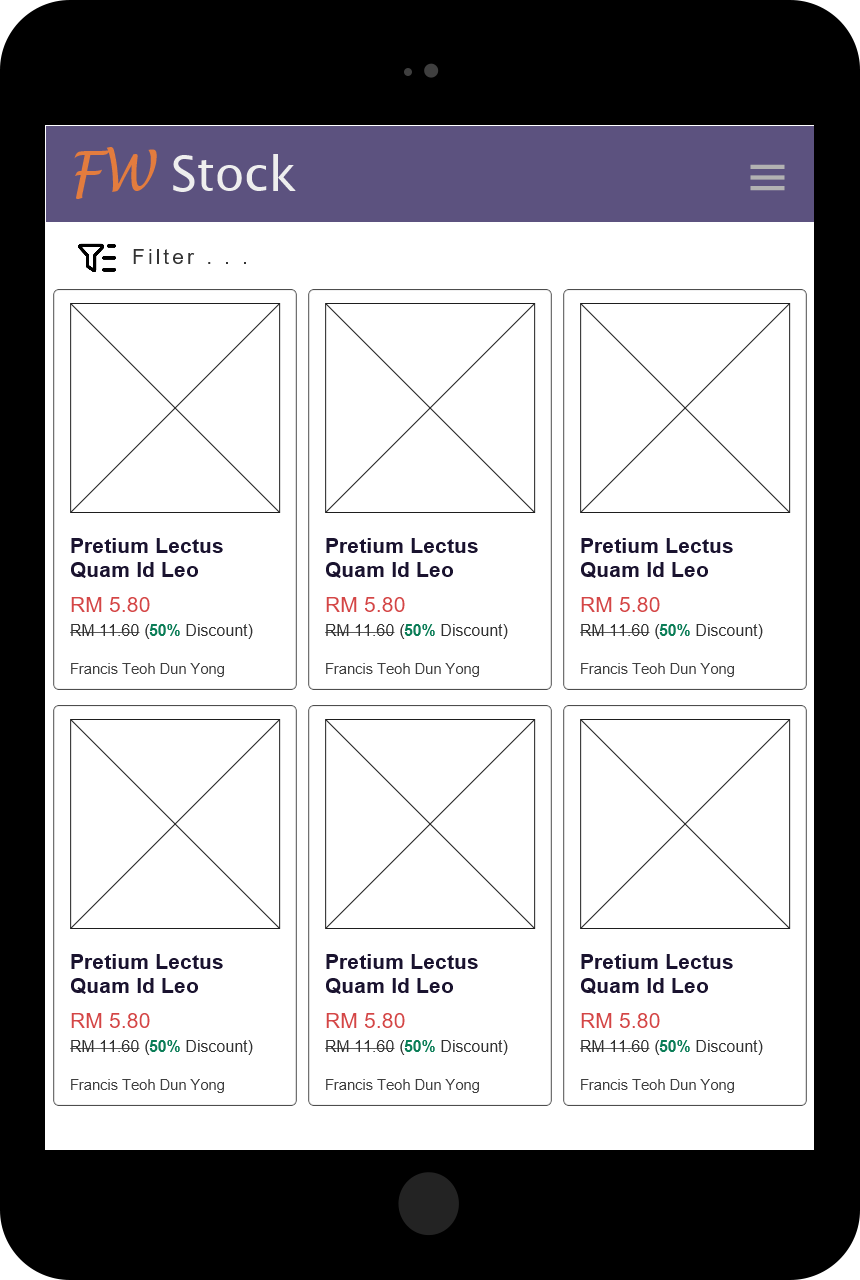 FW Stock
Filter . . .
Pretium Lectus
Quam Id Leo
RM 5.80
RM 11.60 (50% Discount)
Francis Teoh Dun Yong
Pretium Lectus
Quam Id Leo
RM 5.80
RM 11.60 (50% Discount)
Francis Teoh Dun Yong
Pretium Lectus
Quam Id Leo
RM 5.80
RM 11.60 (50% Discount)
Francis Teoh Dun Yong
Pretium Lectus
Quam Id Leo
RM 5.80
RM 11.60 (50% Discount)
Francis Teoh Dun Yong
Pretium Lectus
Quam Id Leo
RM 5.80
RM 11.60 (50% Discount)
Francis Teoh Dun Yong
Pretium Lectus
Quam Id Leo
RM 5.80
RM 11.60 (50% Discount)
Francis Teoh Dun Yong